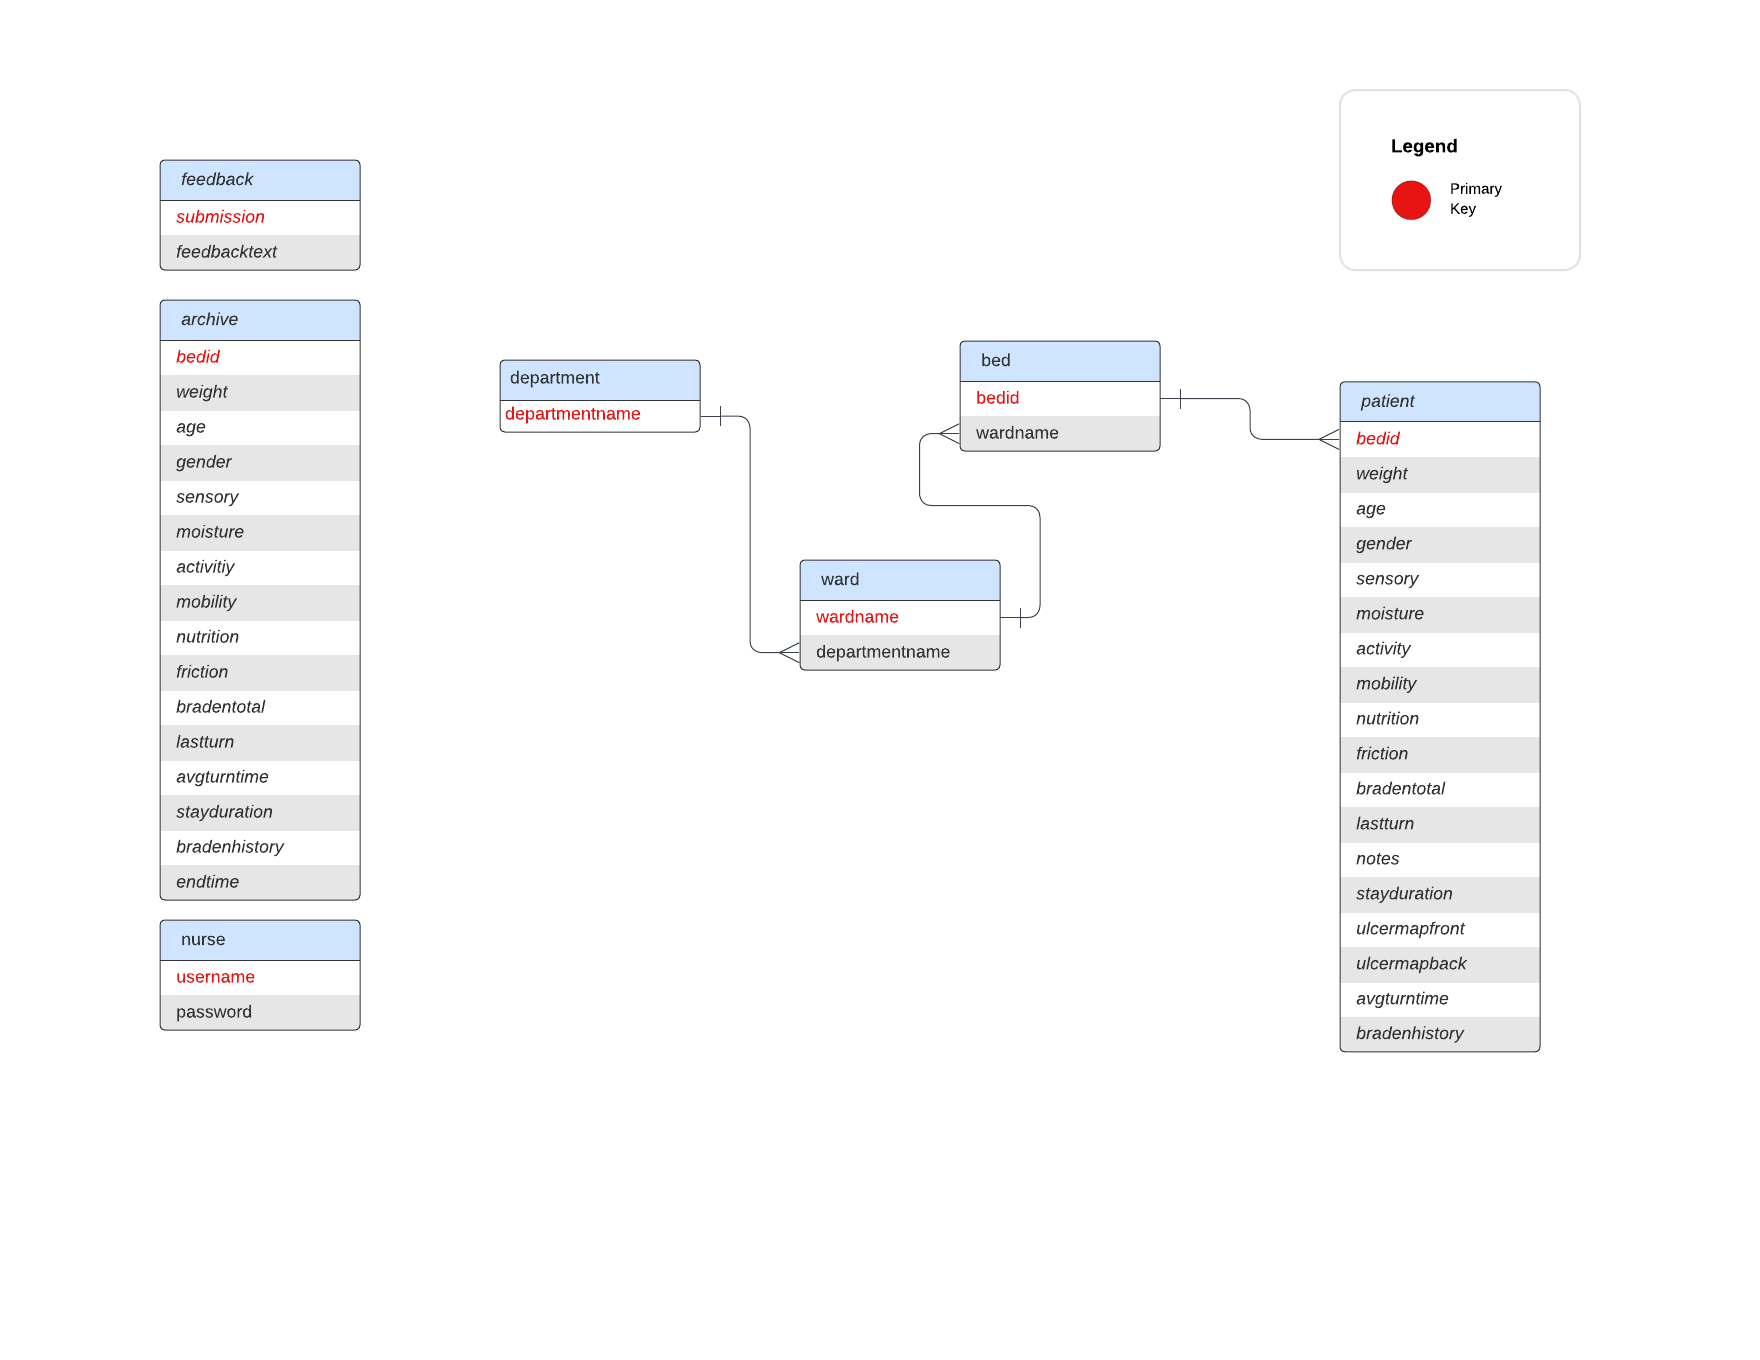 Legend
Primary
Key
feedback
submission
feedbacktext
archive
bedid
weight
age
gender
sensory
moisture
activitiy
mobility
nutrition
friction
bradentotal
lastturn
avgturntime
stayduration
bradenhistory
endtime
nurse
username
password
department
departmentname
ward
wardname
departmentname
bed
bedid
wardname
patient
bedid
weight
age
gender
sensory
moisture
activity
mobility
nutrition
friction
bradentotal
lastturn
notes
stayduration
ulcermapfront
ulcermapback
avgturntime
bradenhistory